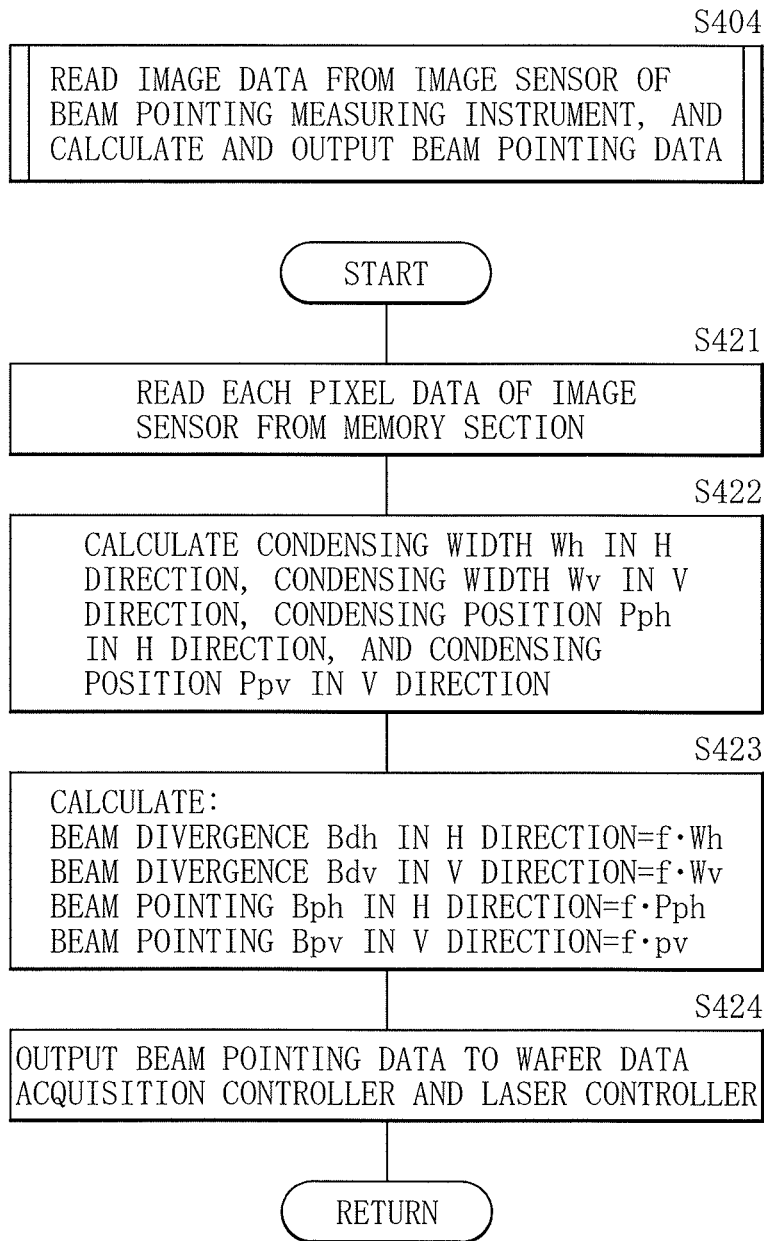 S404
READ IMAGE DATA FROM IMAGE SENSOR OF
BEAM POINTING MEASURING INSTRUMENT, AND
CALCULATE AND OUTPUT BEAM POINTING DATA
START
S421
READ EACH PIXEL DATA OF IMAGE
SENSOR FROM MEMORY SECTION
S422
CALCULATE CONDENSING WIDTH Wh IN H
DIRECTION, CONDENSING WIDTH Wv IN V
DIRECTION, CONDENSING POSITION Pph
IN H DIRECTION, AND CONDENSING
POSITION Ppv IN V DIRECTION
S423
CALCULATE:
BEAM DIVERGENCE Bdh IN H DIRECTION=f·Wh
BEAM DIVERGENCE Bdv IN V DIRECTION=f·Wv
BEAM POINTING Bph IN H DIRECTION=f·Pph
BEAM POINTING Bpv IN V DIRECTION=f·pv
S424
OUTPUT BEAM POINTING DATA TO WAFER DATA
ACQUISITION CONTROLLER AND LASER CONTROLLER
RETURN